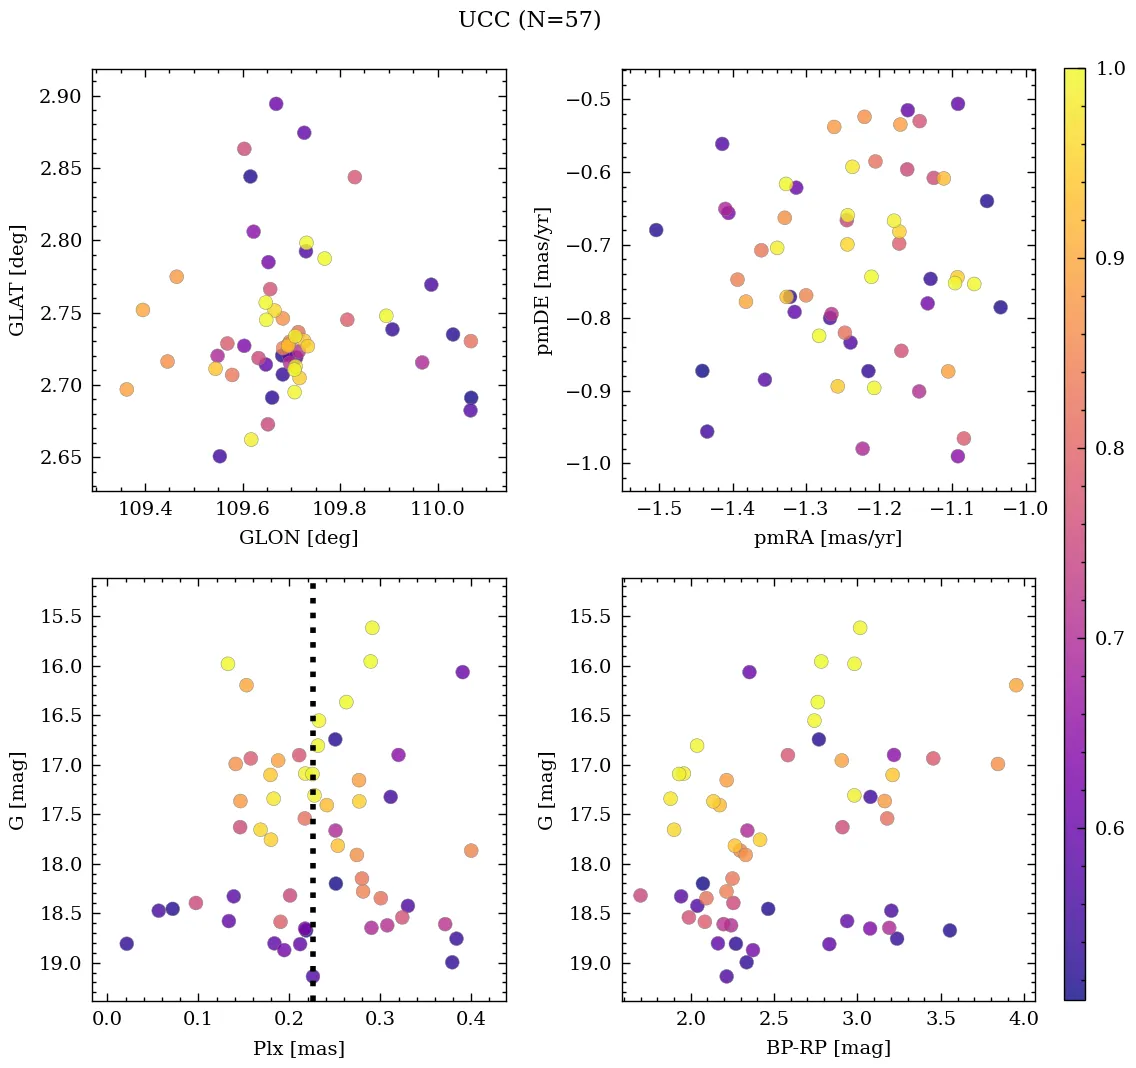 UCC (N=57)
2.90
2.85
2.80
2.75
2.70
2.65
GLAT [deg]
109.4 109.6 109.8 110.0
GLON [deg]
−0.5
−0.6
−0.7
−0.8
−0.9
−1.0
pmDE [mas/yr]
−1.5 −1.4 −1.3 −1.2 −1.1 −1.0
pmRA [mas/yr]
1.0
0.9
0.8
0.7
0.6
15.5
16.0
16.5
17.0
17.5
18.0
18.5
19.0
G [mag]
0.0 0.1 0.2 0.3 0.4
Plx [mas]
15.5
16.0
16.5
17.0
17.5
18.0
18.5
19.0
G [mag]
2.0 2.5 3.0 3.5 4.0
BP-RP [mag]